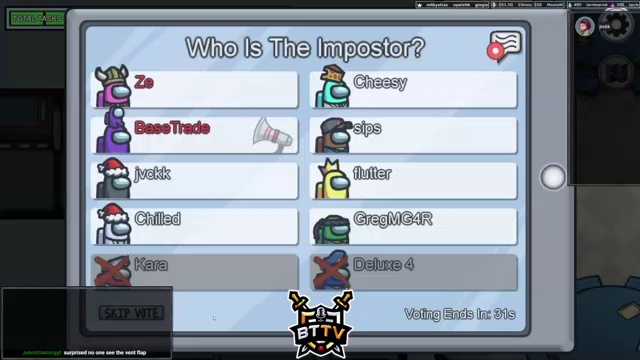 TOTAL TASKS
jvckk
Who Is The Impostor?
Ze
Cheesy
BaseTrade
sips
jvckk
flutter
Chilled
GregMG4R
Kara
Deluxe 4
SKIP VOTE
Voting Ends In: 31s
BTTV
surprised no one see the vent flap